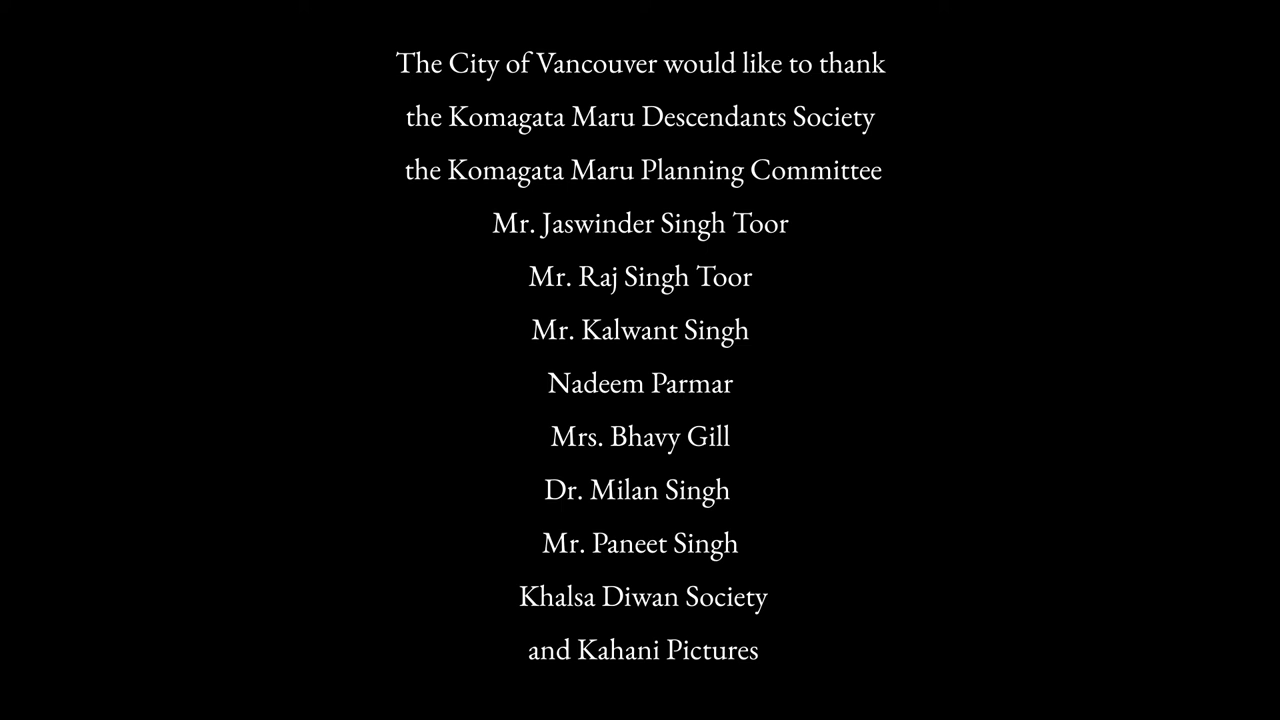 The City of Vancouver would like to thank
the Komagata Maru Descendants Society
the Komagata Maru Planning Committee
Mr. Jaswinder Singh Toor
Mr. Raj Singh Toor
Mr. Kalwant Singh
Nadeem Parmar
Mrs. Bhavy Gill
Dr. Milan Singh
Mr. Paneet Singh
Khalsa Diwan Society
and Kahani Pictures